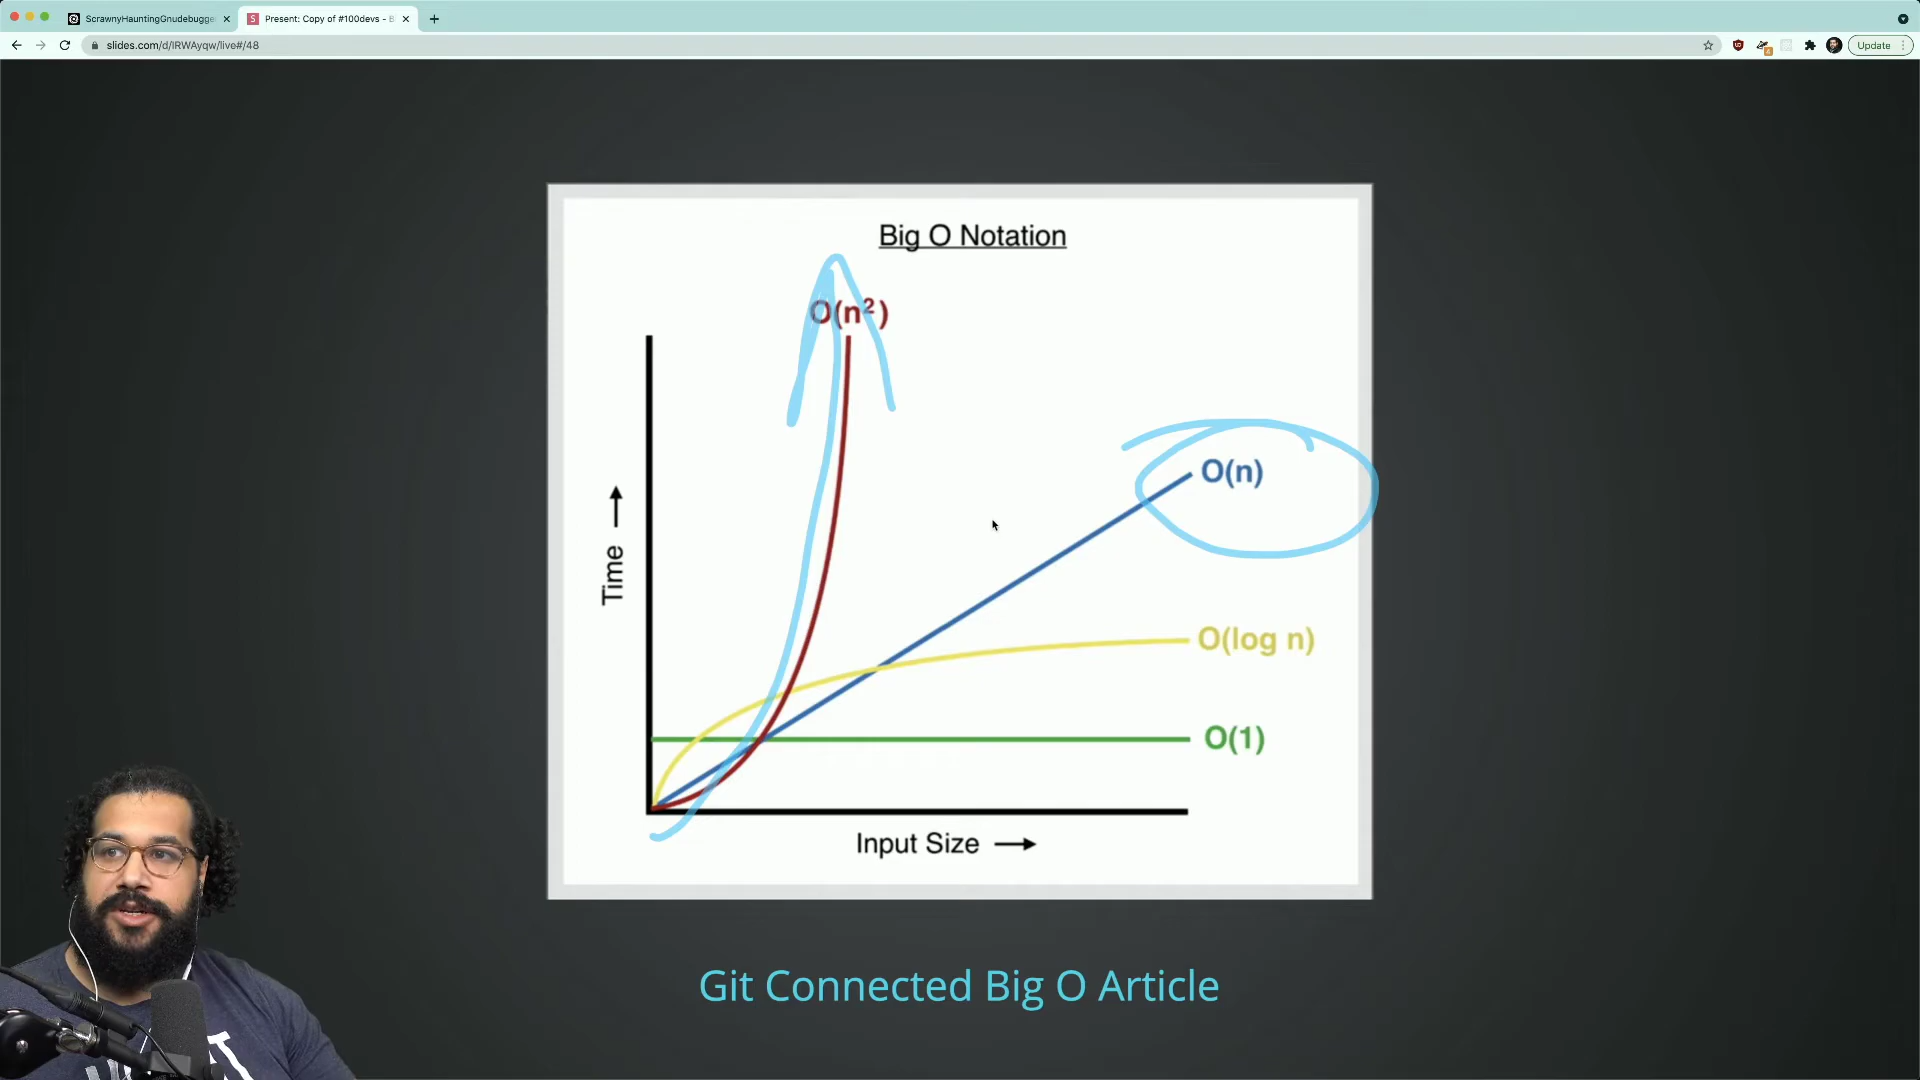 ScrawnyHauntingGnudebugge
Present: Copy of #100devs - B
slides.com/d/IRWAyqw/live#/48
Update
Big O Notation
O(n²)
O(n)
Time
O(log n)
O(1)
Input Size
Git Connected Big O Article